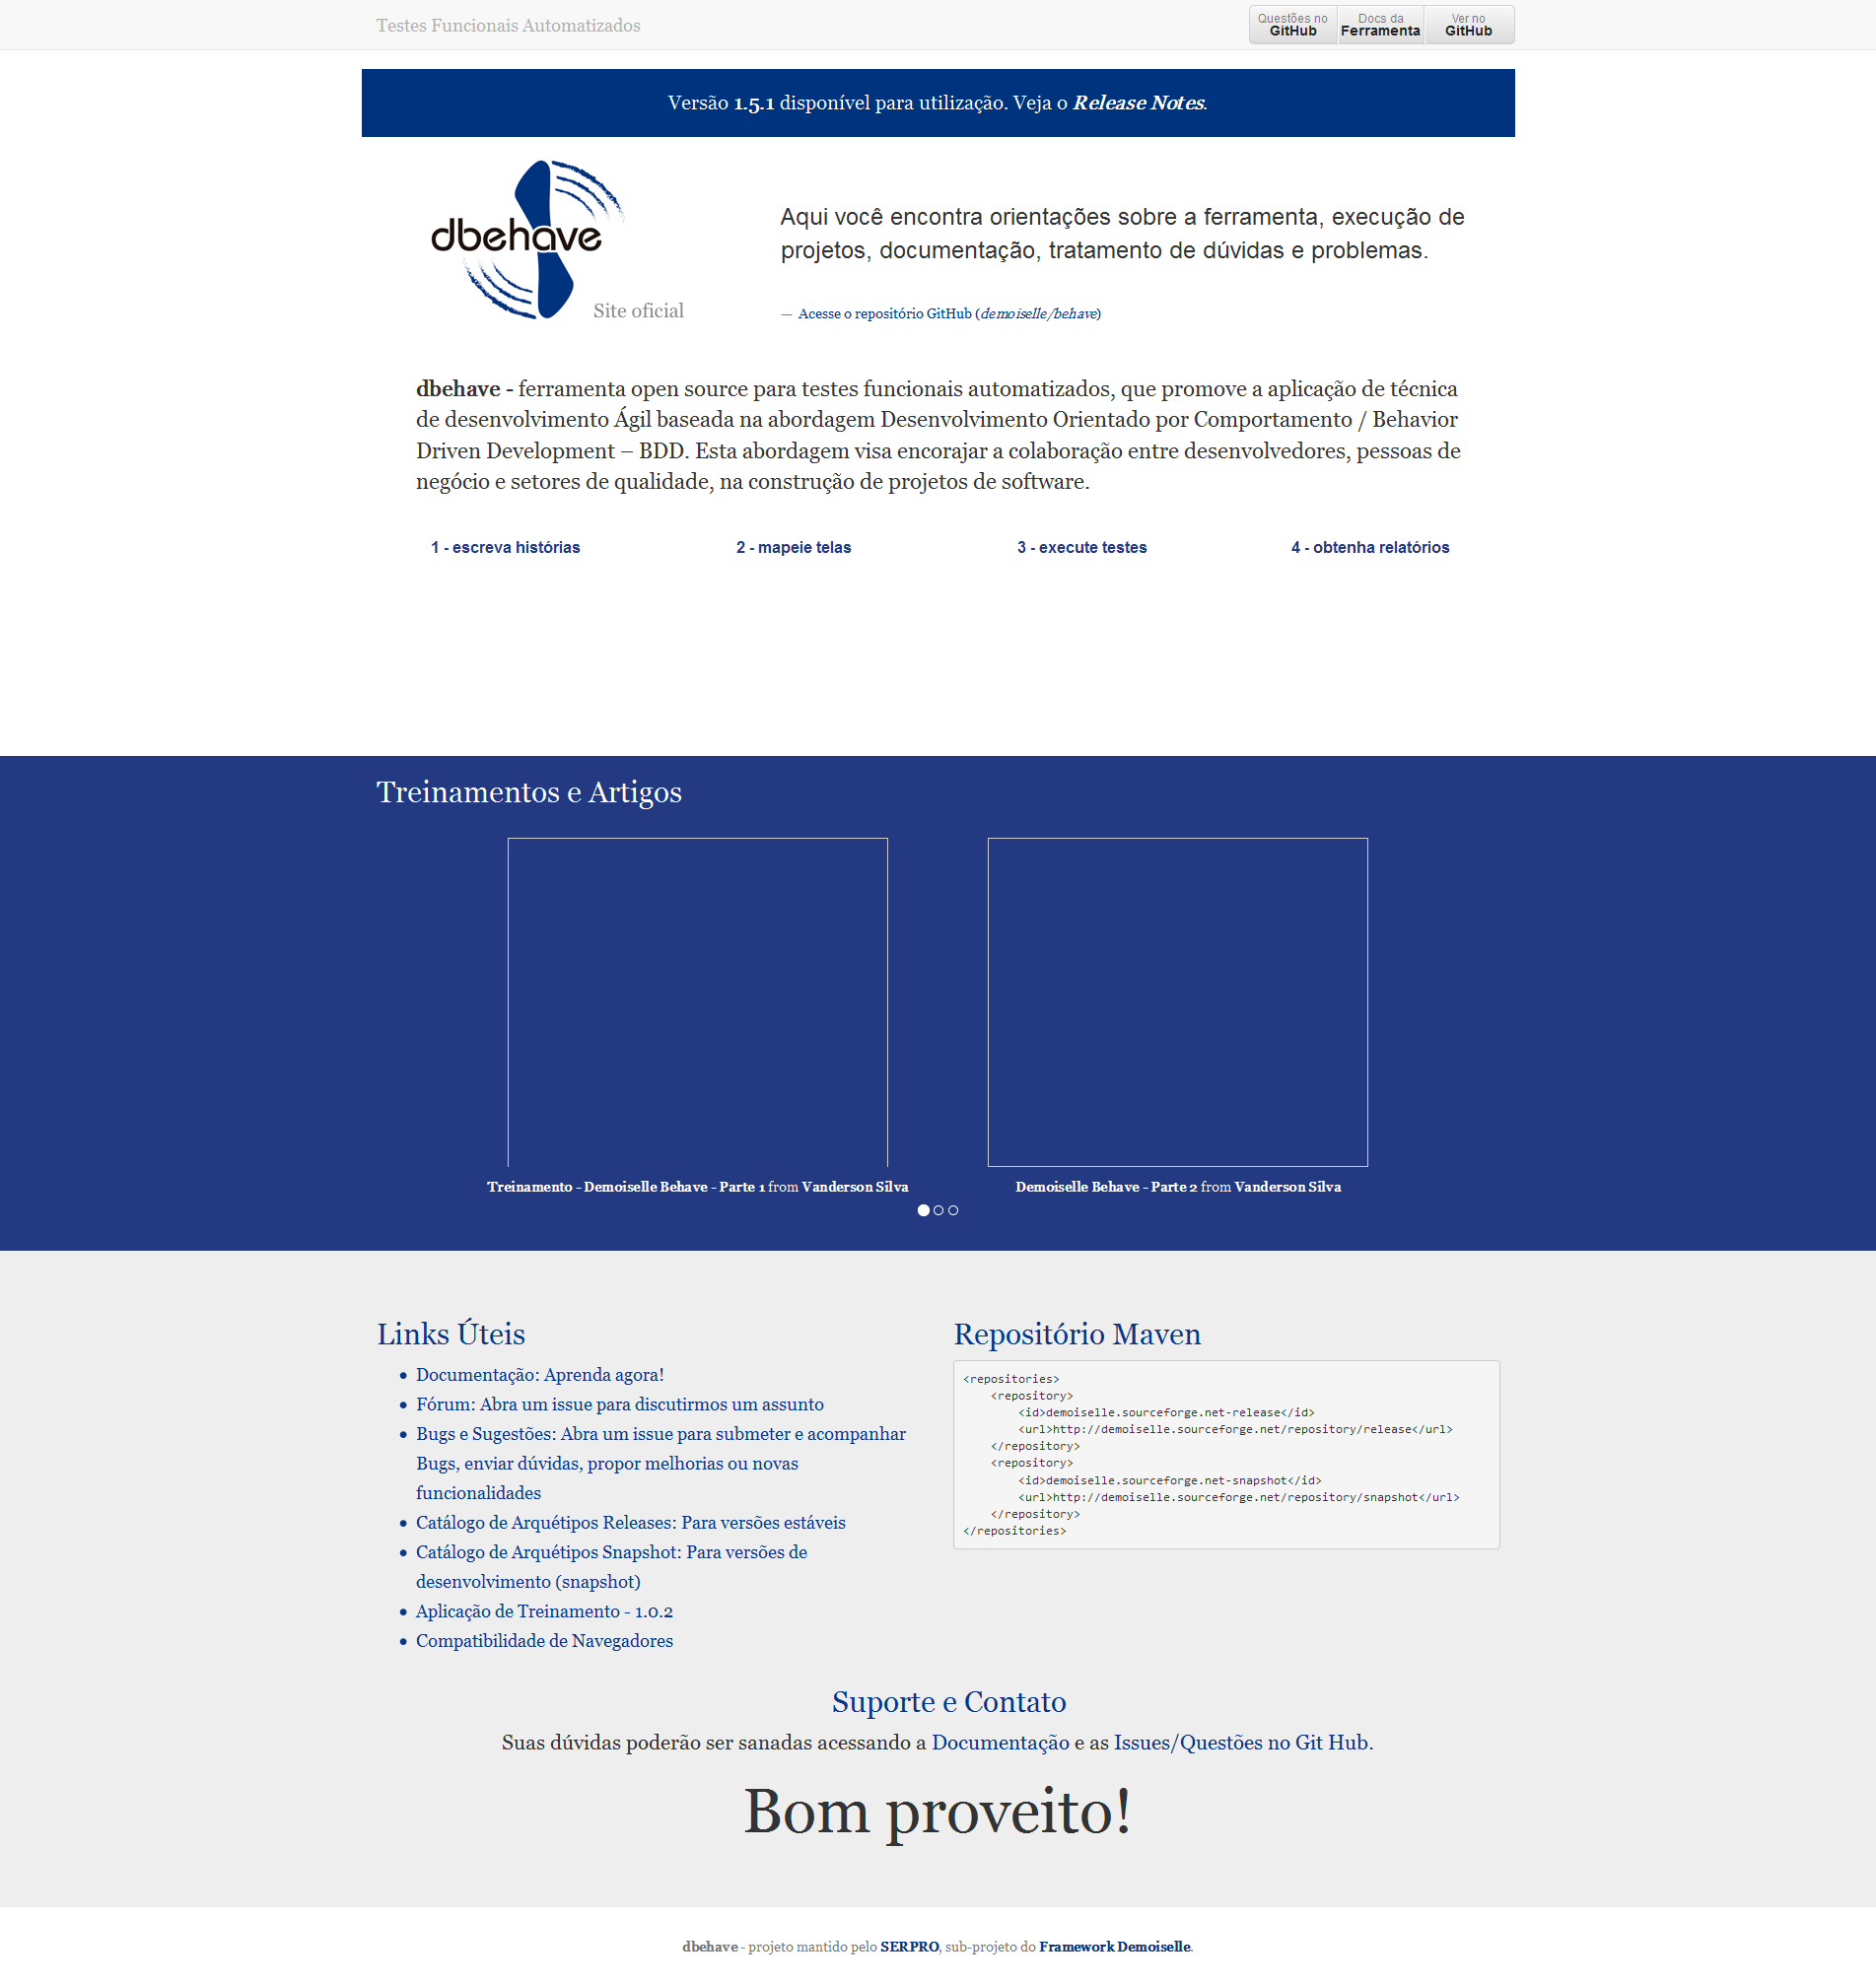 Testes Funcionais Automatizados
Questões no
GitHub
Docs da
Ferramenta
Ver no
GitHub
Versão 1.5.1 disponível para utilização. Veja o Release Notes.
dbehave
Site oficial
Aqui você encontra orientações sobre a ferramenta, execução de
projetos, documentação, tratamento de dúvidas e problemas.
— Acesse o repositório GitHub (demoiselle/behave)
dbehave - ferramenta open source para testes funcionais automatizados, que promove a aplicação de técnica
de desenvolvimento Ágil baseada na abordagem Desenvolvimento Orientado por Comportamento / Behavior
Driven Development – BDD. Esta abordagem visa encorajar a colaboração entre desenvolvedores, pessoas de
negócio e setores de qualidade, na construção de projetos de software.
1 - escreva histórias
2 - mapeie telas
3 - execute testes
4 - obtenha relatórios
Treinamentos e Artigos
Treinamento - Demoiselle Behave - Parte 1 from Vanderson Silva
Demoiselle Behave - Parte 2 from Vanderson Silva
Links Úteis
Documentação: Aprenda agora!
Fórum: Abra um issue para discutirmos um assunto
Bugs e Sugestões: Abra um issue para submeter e acompanhar
Bugs, enviar dúvidas, propor melhorias ou novas
funcionalidades
Catálogo de Arquétipos Releases: Para versões estáveis
Catálogo de Arquétipos Snapshot: Para versões de
desenvolvimento (snapshot)
Aplicação de Treinamento - 1.0.2
Compatibilidade de Navegadores
Repositório Maven
<repositories>
<repository>
<id>demoiselle.sourceforge.net-release</id>
<url>http://demoiselle.sourceforge.net/repository/release</url>
</repository>
<repository>
<id>demoiselle.sourceforge.net-snapshot</id>
<url>http://demoiselle.sourceforge.net/repository/snapshot</url>
</repository>
</repositories>
Suporte e Contato
Suas dúvidas poderão ser sanadas acessando a Documentação e as Issues/Questões no Git Hub.
Bom proveito!
dbehave - projeto mantido pelo SERPRO, sub-projeto do Framework Demoiselle.